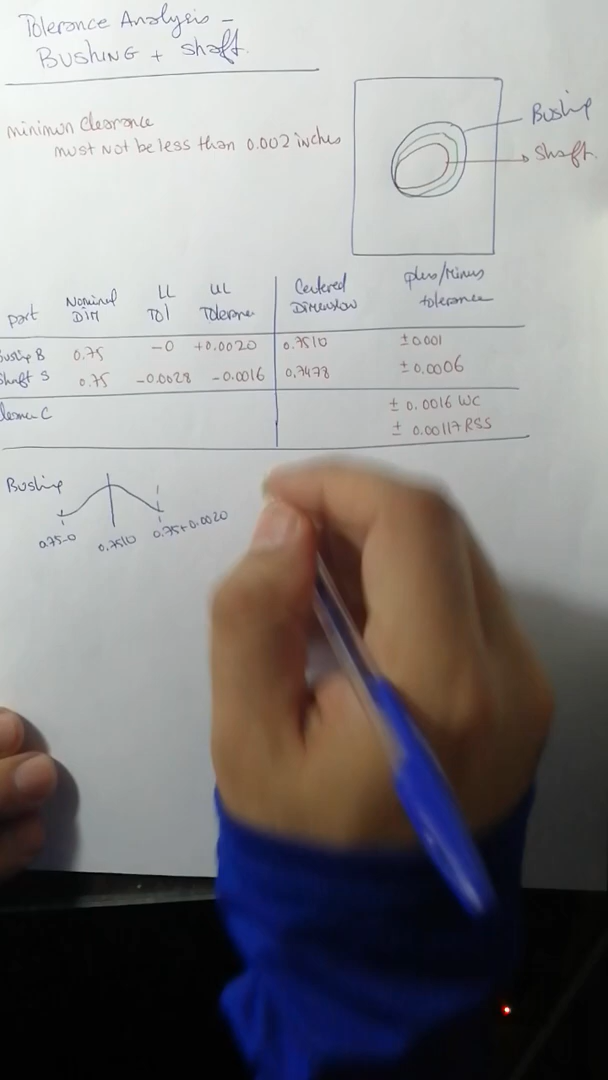 Tolerance Analysis -
BUSHING + Shaft.
minimum clearance
must not be less than 0.002 inches
Bushing
Shaft.
part Nominal DIM LL Tol UL Tolerance Centered DIMENSION plus/minus tolerance
Bushing B 0.75 -0 +0.0020 0.7510 ±0.001
Shaft S 0.75 -0.0028 -0.0016 0.7478 ±0.0006
C ± 0.0016 WC
± 0.00117 RSS
Bushing
0.75-0 0.7510 0.75+0.0020